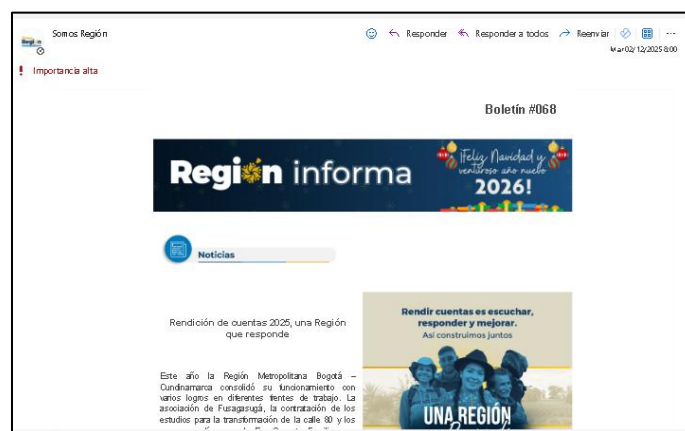 Somos Región
Responder
Responder a todos
Reenviar
Mar 02/12/2025 8:00
Importancia alta
Boletín #068
Región informa
¡Feliz Navidad y
venturoso año nuevo
2026!
Noticias
Rendición de cuentas 2025, una Región
que responde
Este año la Región Metropolitana Bogotá –
Cundinamarca consolidó su funcionamiento con
varios logros en diferentes frentes de trabajo. La
asociación de Fusagasugá, la contratación de los
estudios para la transformación de la calle 80 y los
Rendir cuentas es escuchar,
responder y mejorar.
Así construimos juntos
UNA REGIÓN